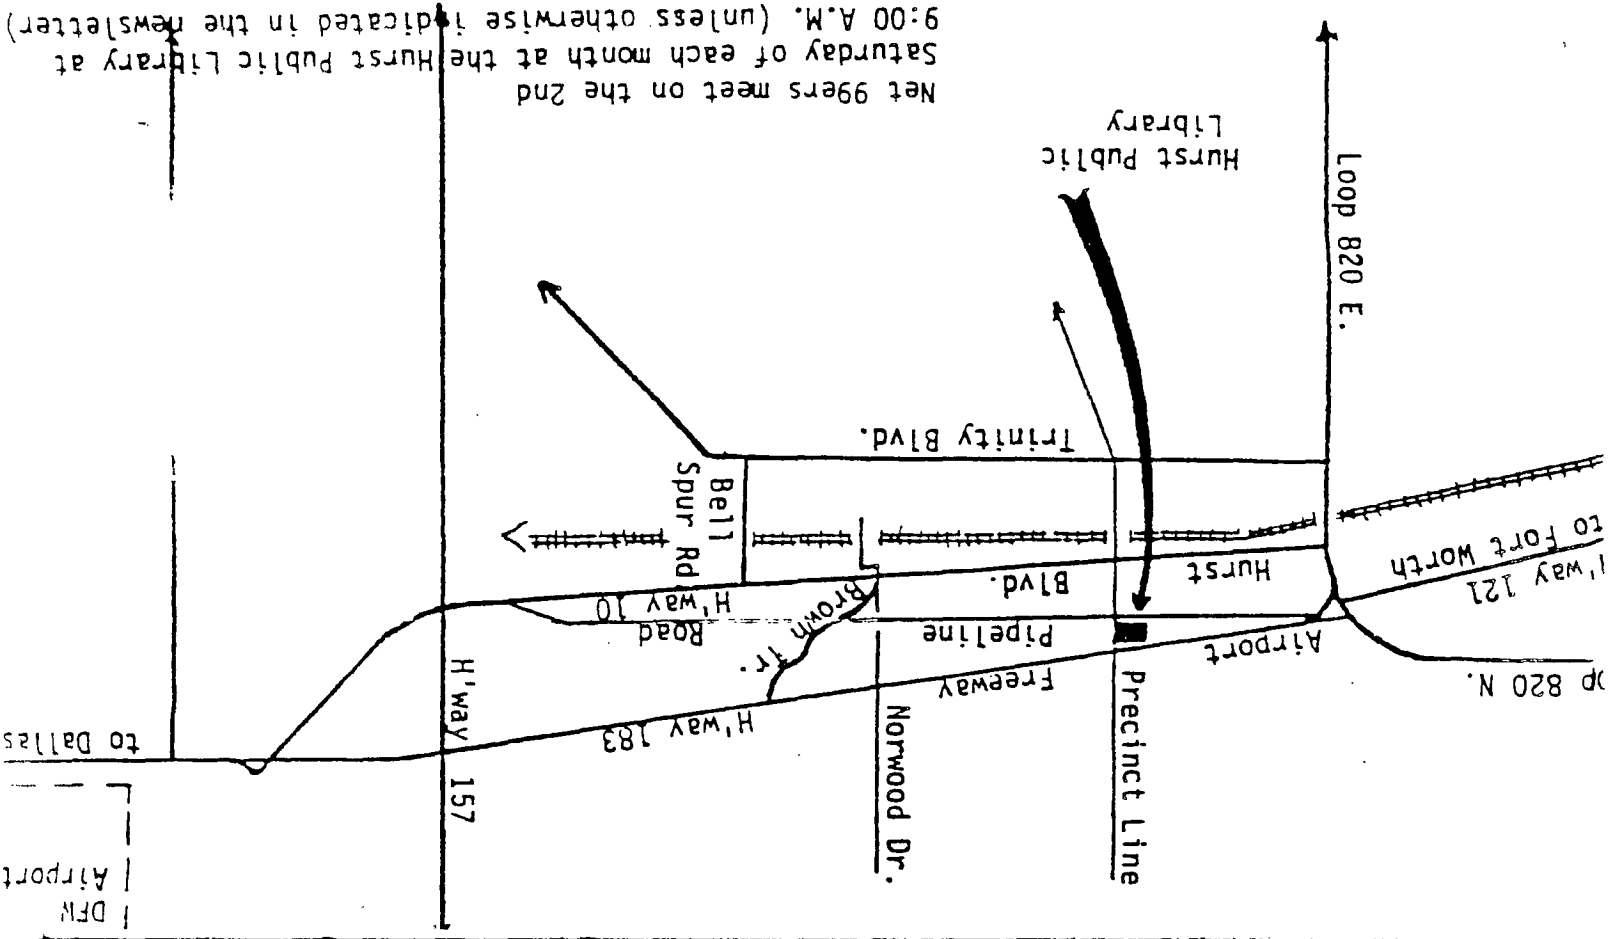 DFW
Airport
to Dallas
Precinct Line
Norwood Dr.
H'way 157
H'way 183
op 820 N.
Airport Freeway
Pipeline Road
Brown Tr.
H'way 10
'way 121
to Fort Worth
Hurst Blvd.
Bell
Spur Rd
Trinity Blvd.
Loop 820 E.
Hurst Public
Library
Net 99ers meet on the 2nd
Saturday of each month at the Hurst Public Library at
9:00 A.M. (unless otherwise indicated in the newsletter)